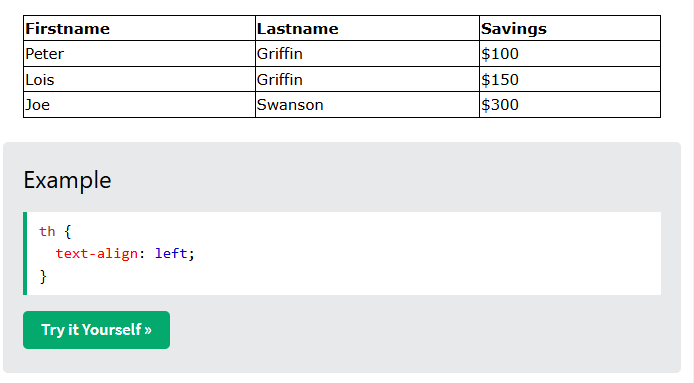 Firstname Lastname Savings
Peter Griffin $100
Lois Griffin $150
Joe Swanson $300
Example
th {
  text-align: left;
}
Try it Yourself »